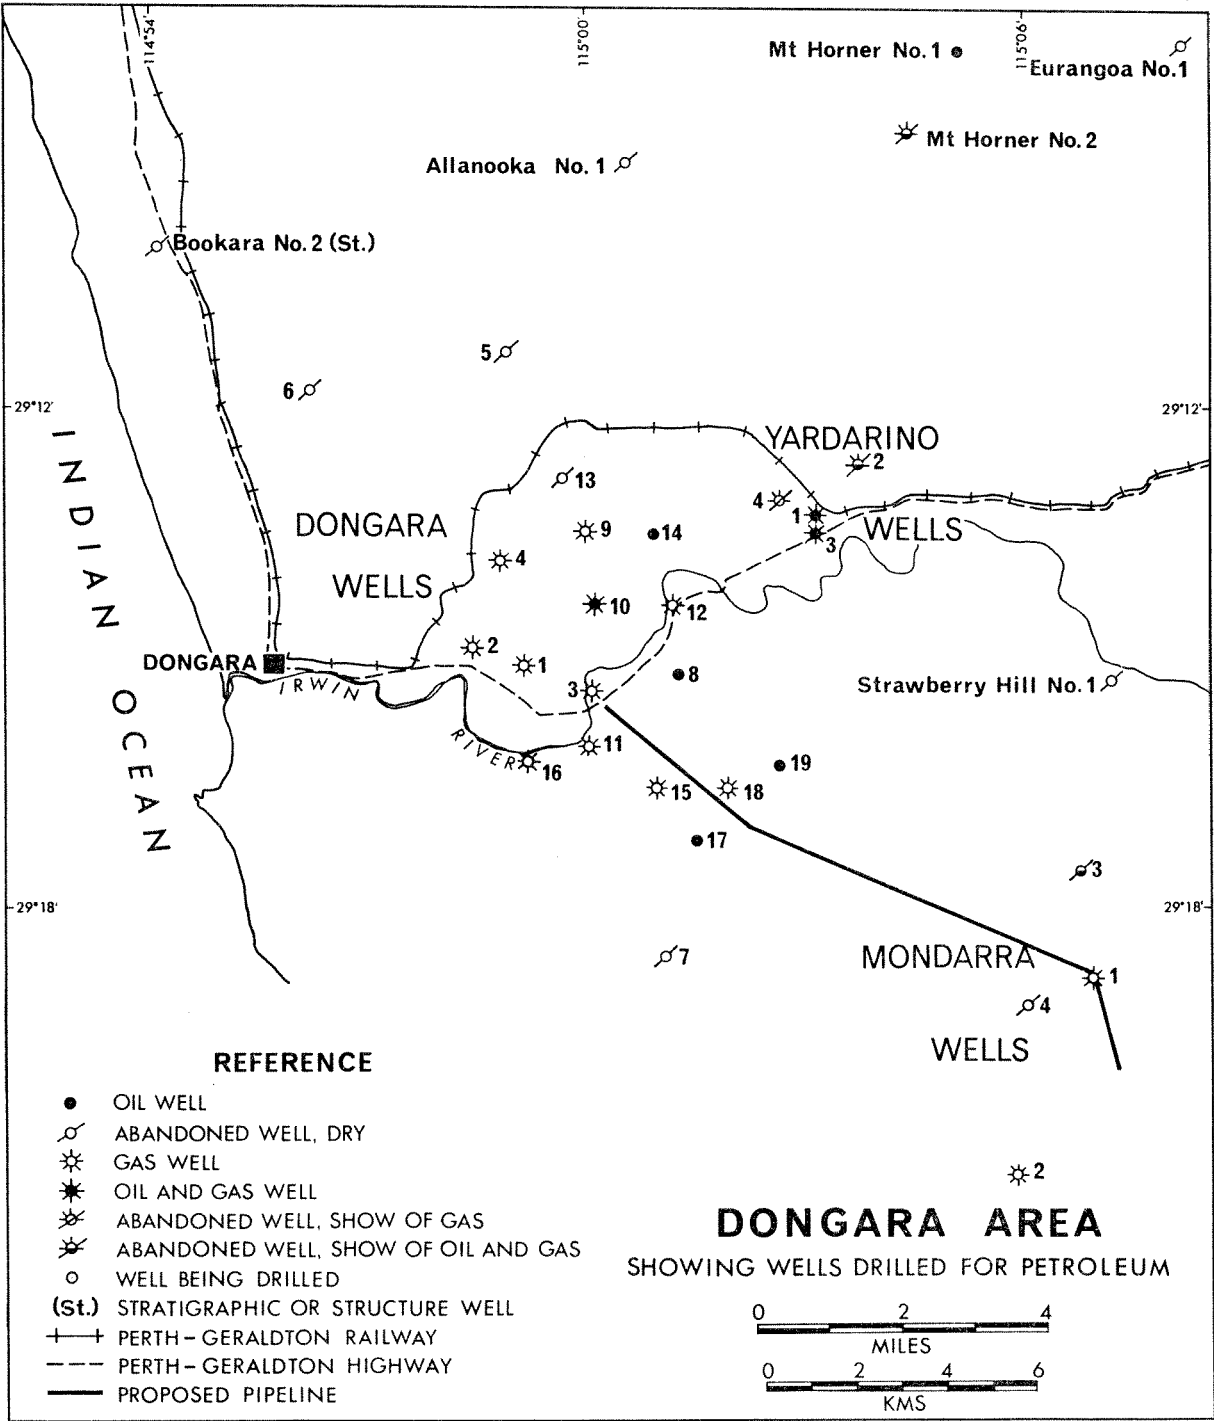 114°54'
115°00'
115°06'
Mt Horner No.1
Eurangoa No.1
Mt Horner No.2
Allanooka No. 1
Bookara No.2 (St.)
5
6
29°12'
29°12'
YARDARINO
2
13
4
1
DONGARA
9
14
WELLS
3
4
WELLS
10
12
2
DONGARA
1
8
IRWIN
3
Strawberry Hill No.1
INDIAN
OCEAN
RIVER
11
16
19
15
18
17
3
29°18'
29°18'
7
MONDARRA
1
4
WELLS
REFERENCE
OIL WELL
ABANDONED WELL, DRY
GAS WELL
OIL AND GAS WELL
ABANDONED WELL, SHOW OF GAS
ABANDONED WELL, SHOW OF OIL AND GAS
WELL BEING DRILLED
(St.) STRATIGRAPHIC OR STRUCTURE WELL
PERTH-GERALDTON RAILWAY
PERTH-GERALDTON HIGHWAY
PROPOSED PIPELINE
2
DONGARA AREA
SHOWING WELLS DRILLED FOR PETROLEUM
0 2 4
MILES
0 2 4 6
KMS